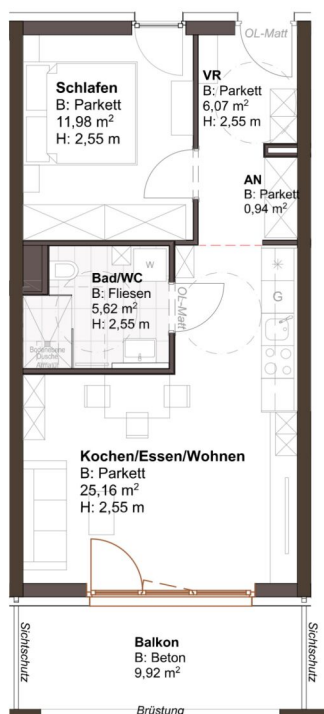 OL-Matt
Schlafen
B: Parkett
11,98 m²
H: 2,55 m
VR
B: Parkett
6,07 m²
H: 2,55 m
AN
B: Parkett
0,94 m²
Bad/WC
B: Fliesen
5,62 m²
H: 2,55 m
W
OL-Matt
G
Kochen/Essen/Wohnen
B: Parkett
25,16 m²
H: 2,55 m
Sichtschutz
Balkon
B: Beton
9,92 m²
Sichtschutz
Brüstung